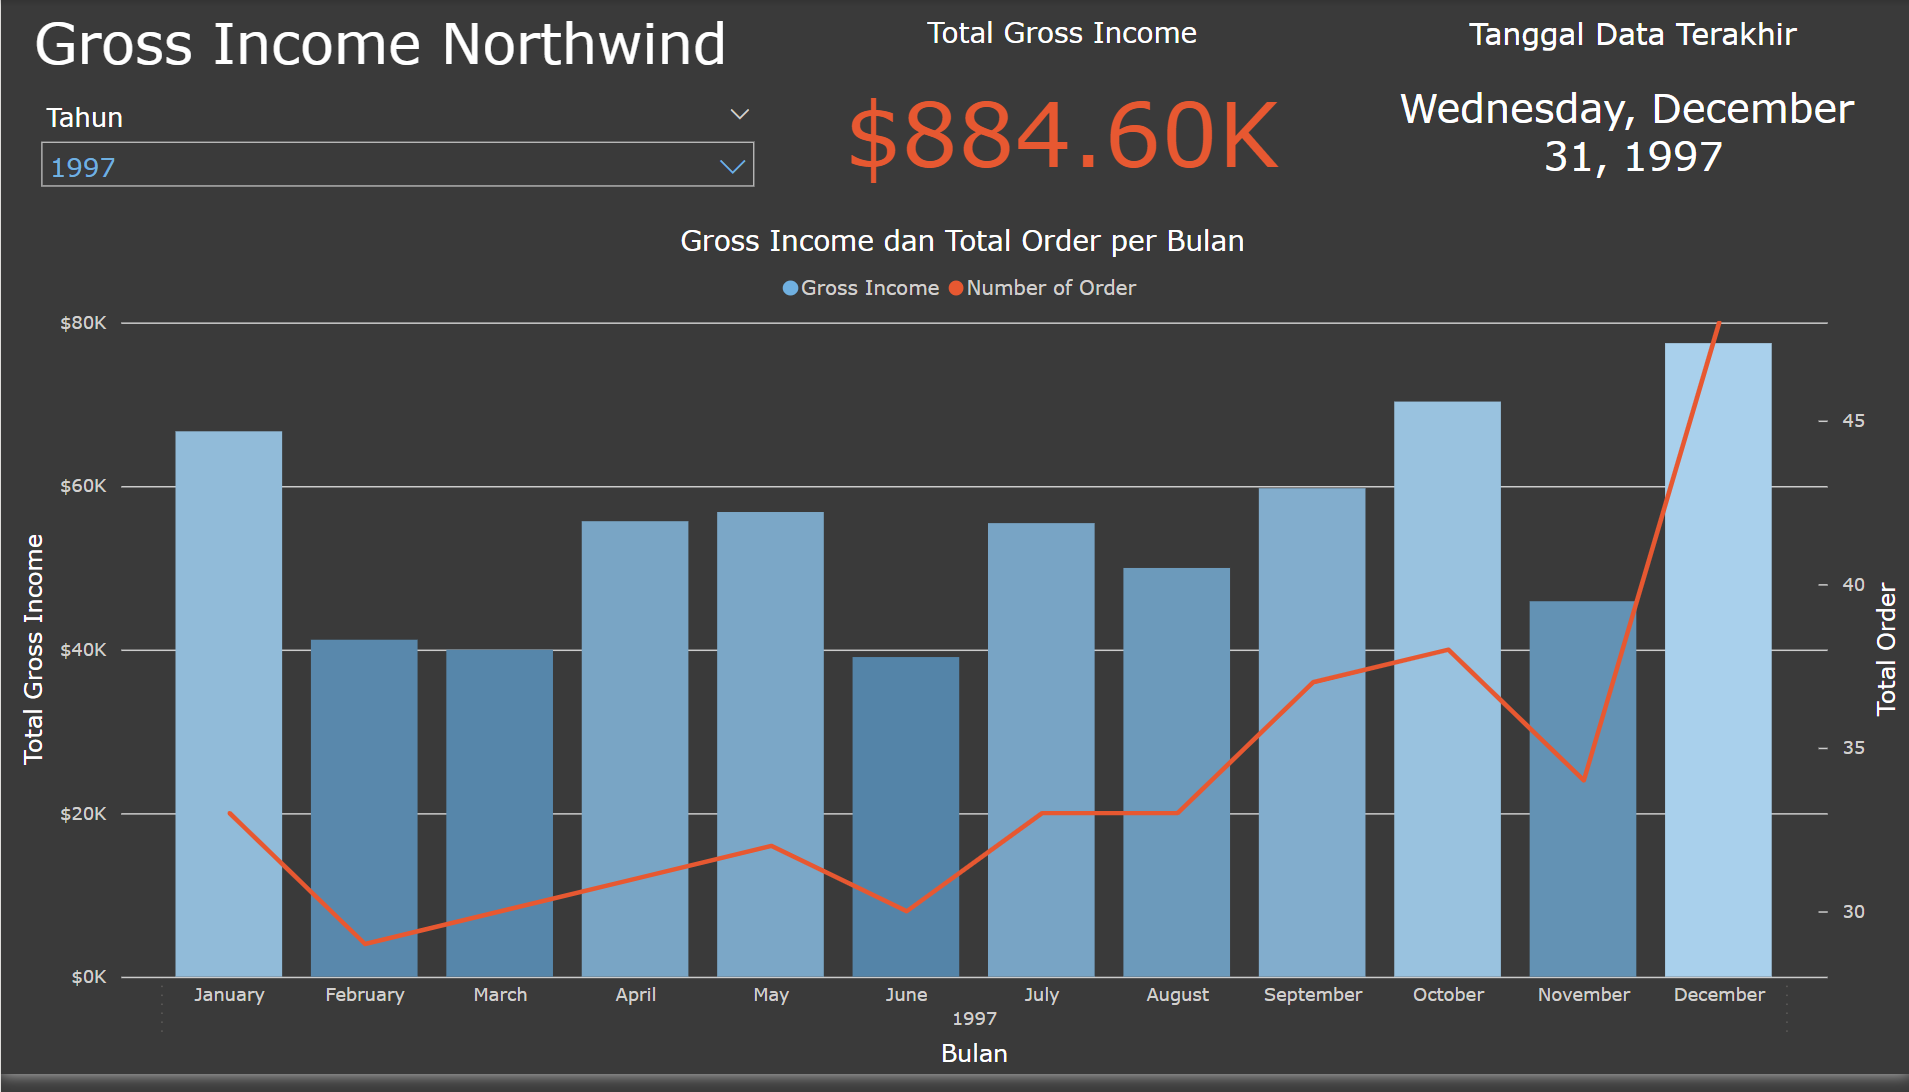 Gross Income Northwind
Total Gross Income
Tanggal Data Terakhir
Tahun
1997
$884.60K
Wednesday, December
31, 1997
Gross Income dan Total Order per Bulan
Gross Income Number of Order
$80K
$60K
$40K
$20K
$0K
Total Gross Income
45
40
35
30
Total Order
January February March April May June July August September October November December
1997
Bulan